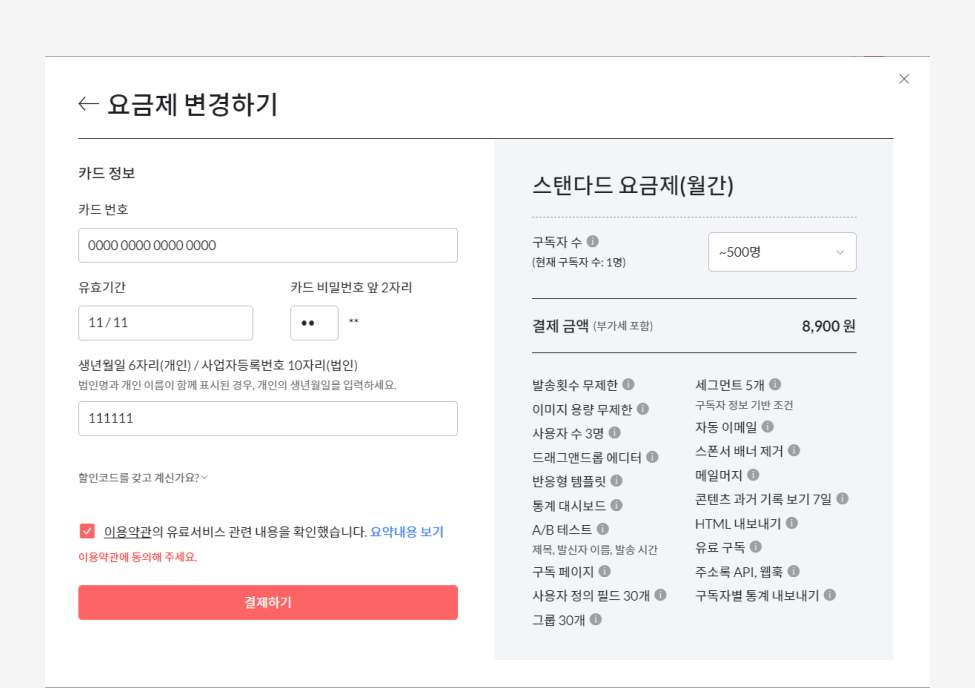 ← 요금제 변경하기
카드 정보
카드 번호
0000 0000 0000 0000
유효기간
카드 비밀번호 앞 2자리
11 / 11
●● **
생년월일 6자리(개인) / 사업자등록번호 10자리(법인)
법인명과 개인 이름이 함께 표시된 경우, 개인의 생년월일을 입력하세요.
111111
할인코드를 갖고 계신가요?
이용약관의 유료서비스 관련 내용을 확인했습니다. 요약내용 보기
이용약관에 동의해 주세요.
결제하기
스탠다드 요금제(월간)
구독자 수
(현재 구독자 수: 1명)
~500명
결제 금액 (부가세 포함)
8,900 원
발송횟수 무제한
이미지 용량 무제한
사용자 수 3명
드래그앤드롭 에디터
반응형 템플릿
통계 대시보드
A/B 테스트
제목, 발신자 이름, 발송 시간
구독 페이지
사용자 정의 필드 30개
그룹 30개
세그먼트 5개
구독자 정보 기반 조건
자동 이메일
스폰서 배너 제거
메일머지
콘텐츠 과거 기록 보기 7일
HTML 내보내기
유료 구독
주소록 API, 웹훅
구독자별 통계 내보내기